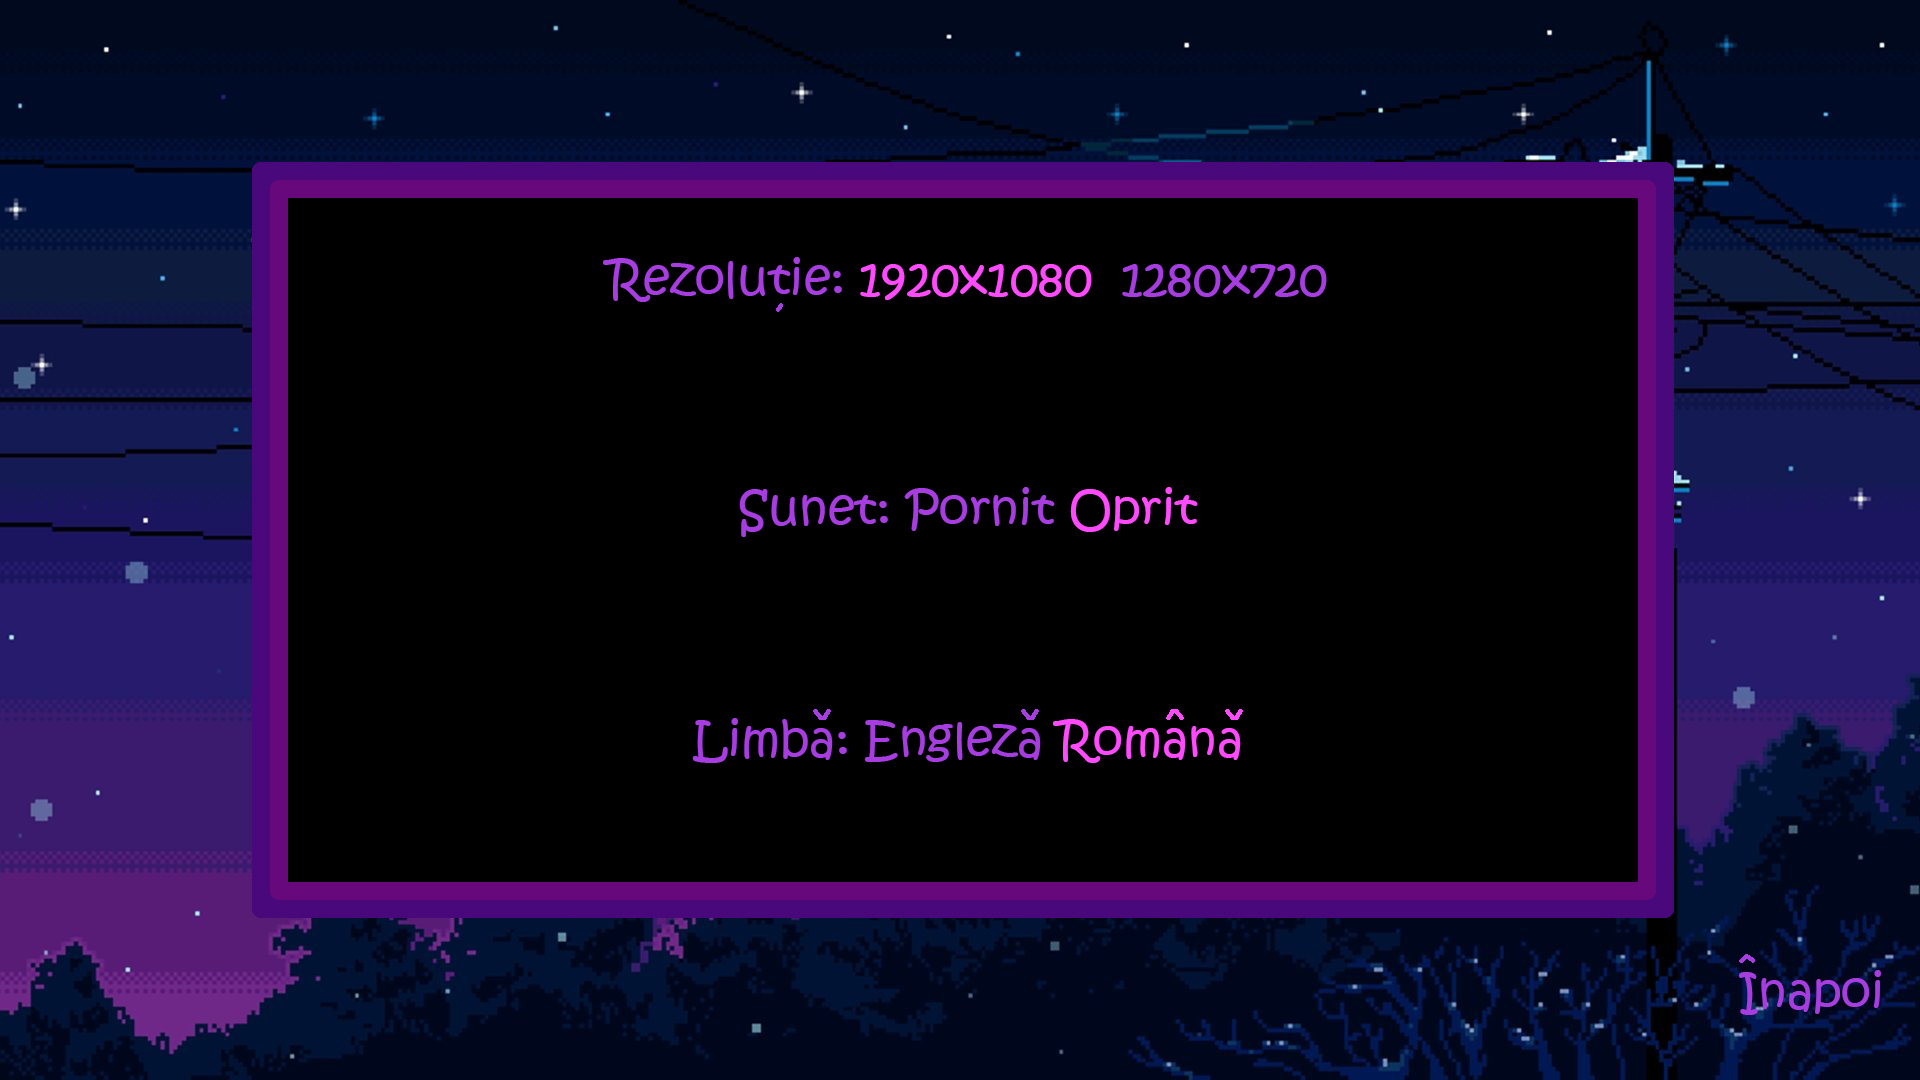 Rezoluție: 1920x1080 1280x720
Sunet: Pornit Oprit
Limbă: Engleză Română
Înapoi